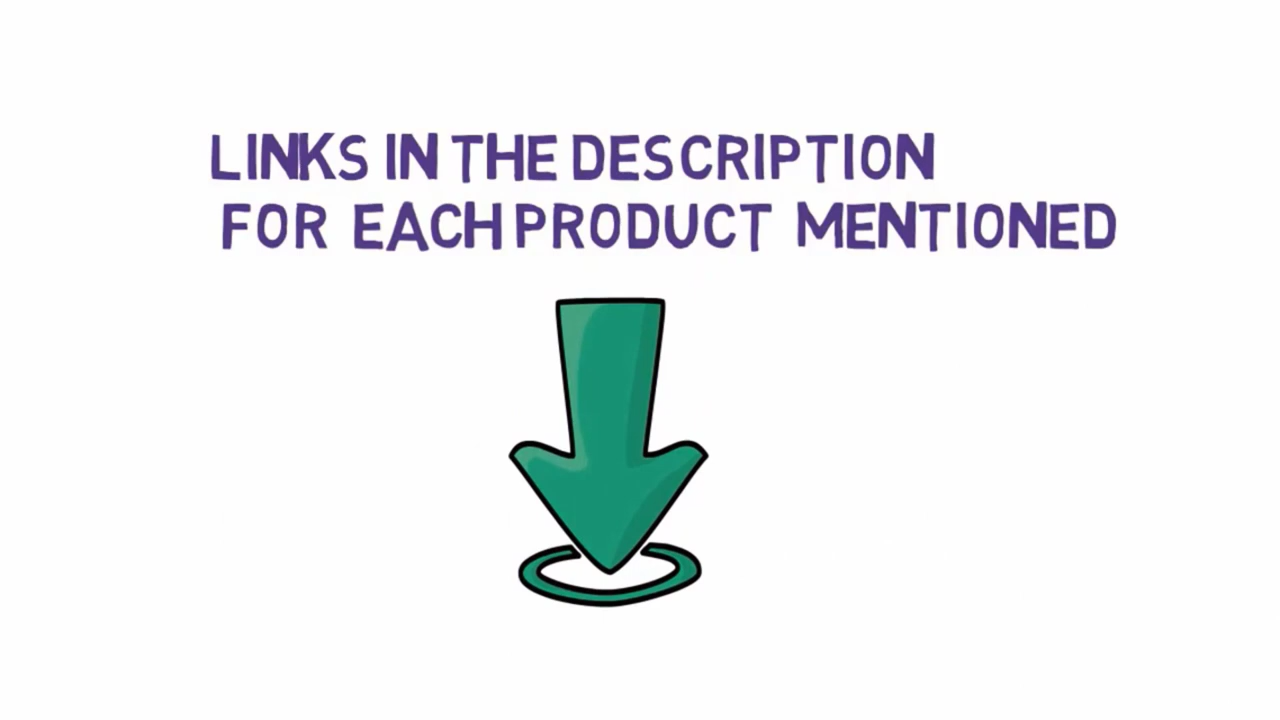 LINKS IN THE DESCRIPTION
FOR EACH PRODUCT MENTIONED